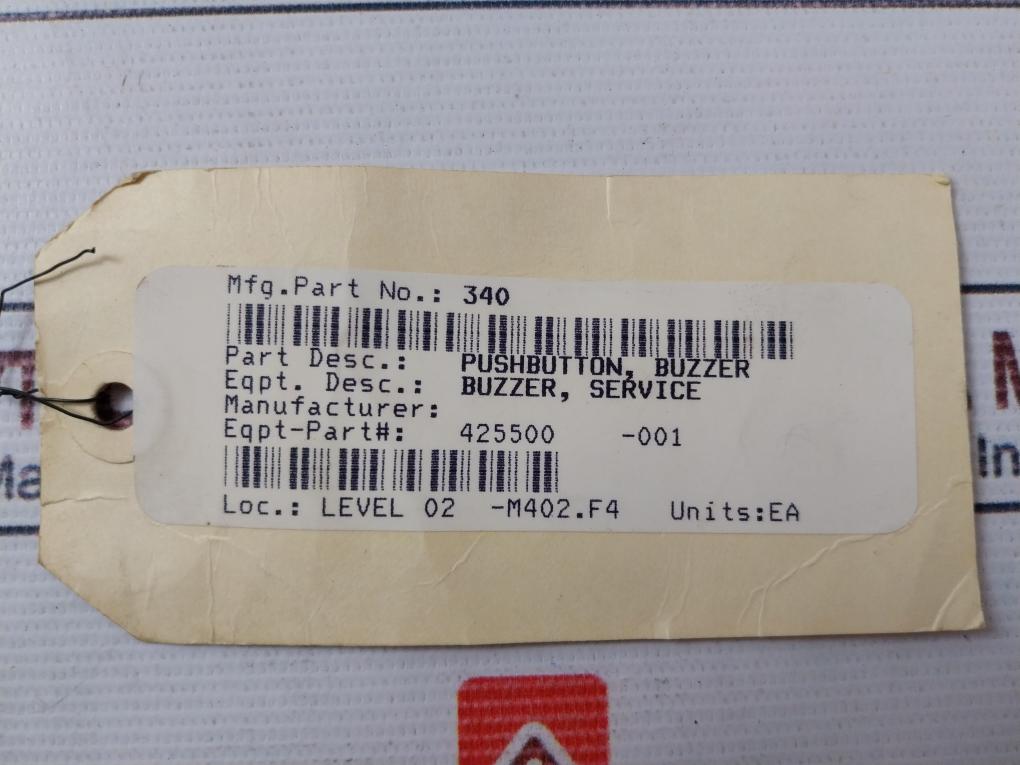 Mfg.Part No.: 340
Part Desc.: PUSHBUTTON, BUZZER
Eqpt. Desc.: BUZZER, SERVICE
Manufacturer:
Eqpt-Part#: 425500 -001
Loc.: LEVEL 02 -M402.F4 Units:EA